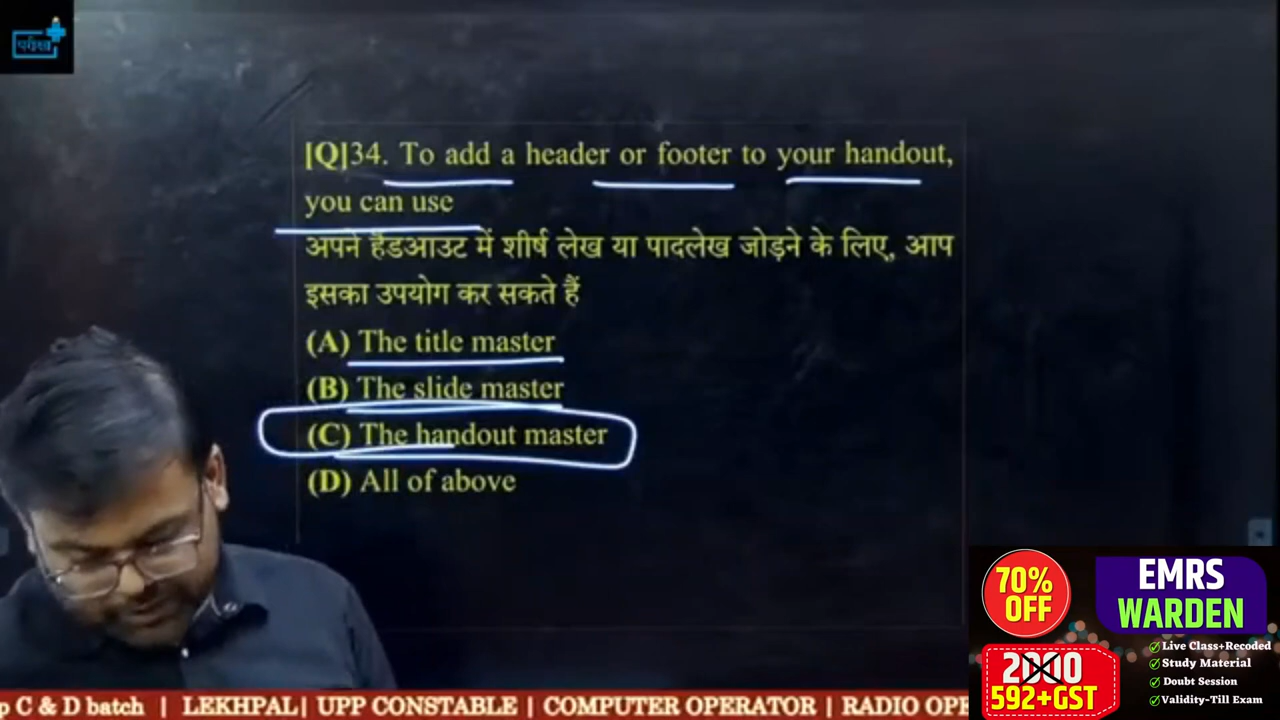 परीक्षा
[Q]34. To add a header or footer to your handout,
you can use
अपने हैंडआउट में शीर्ष लेख या पादलेख जोड़ने के लिए, आप
इसका उपयोग कर सकते हैं
(A) The title master
(B) The slide master
(C) The handout master
(D) All of above
70%
OFF
EMRS
WARDEN
2000
592+GST
Live Class+Recoded
Study Material
Doubt Session
Validity-Till Exam
p C & D batch | LEKHPAL | UPP CONSTABLE | COMPUTER OPERATOR | RADIO OPE